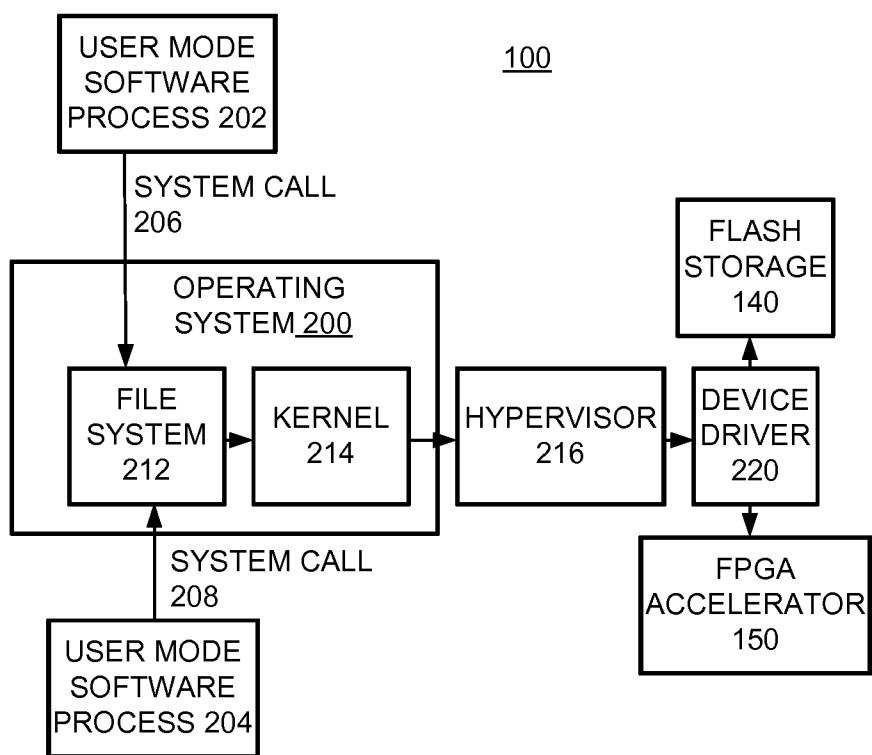 USER MODE
SOFTWARE
PROCESS 202
100
SYSTEM CALL
206
OPERATING
SYSTEM 200
FILE
SYSTEM
212
KERNEL
214
HYPERVISOR
216
FLASH
STORAGE
140
DEVICE
DRIVER
220
FPGA
ACCELERATOR
150
SYSTEM CALL
208
USER MODE
SOFTWARE
PROCESS 204